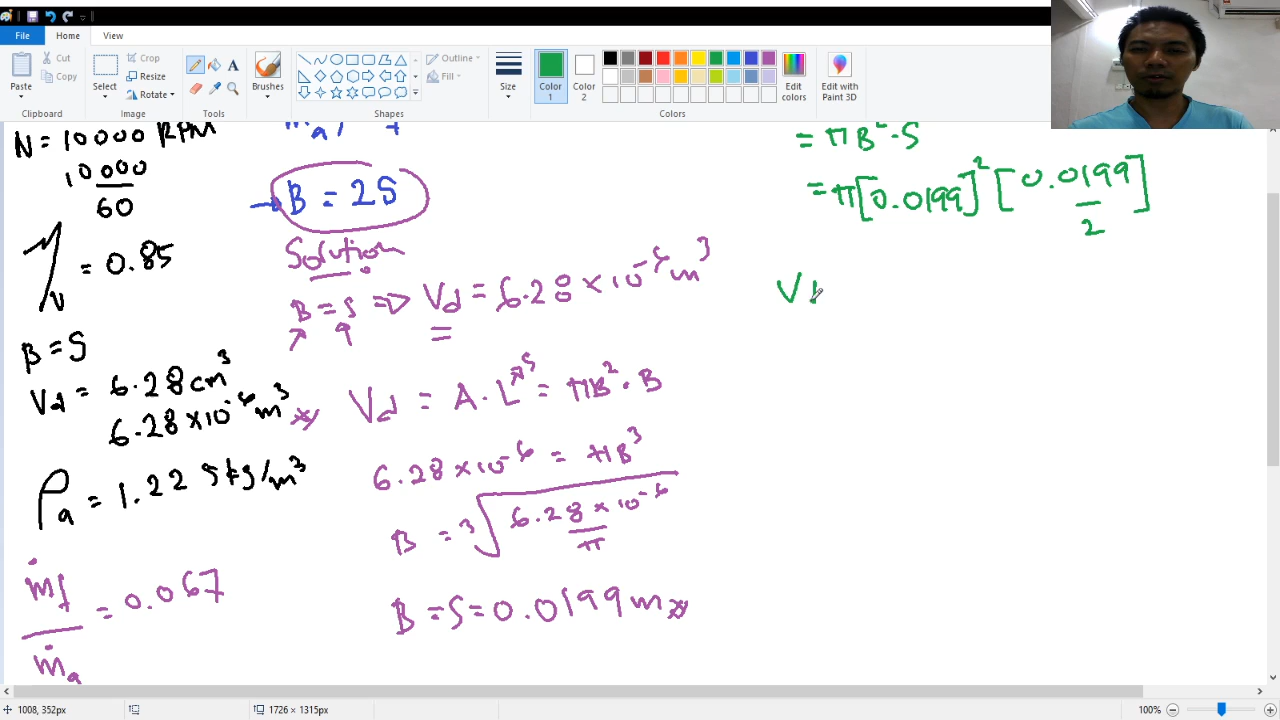 File Home View
Paste
Cut
Copy
Clipboard
Select
Crop
Resize
Rotate
Image
Tools
Brushes
Shapes
Outline
Fill
Size
Color 1
Color 2
Edit colors
Edit with Paint 3D
Colors
N = 10000 RPM
10000
60
η
v
= 0.85
B = S
Vd = 6.28 cm³
6.28 × 10⁻⁶ m³
ρa = 1.225 kg/m³
ṁf
ṁa
= 0.067
→ B = 2S
Solution
B = S ⇒ Vd = 6.28 × 10⁻⁶ m³
Vd = A · L↗S = πB² · B
6.28 × 10⁻⁶ = πB³
B = ³√6.28 × 10⁻⁶
π
B = S = 0.0199 m
= πB² · S
= π[0.0199]² [0.0199
2]
1008, 352px
1726 × 1315px
100%